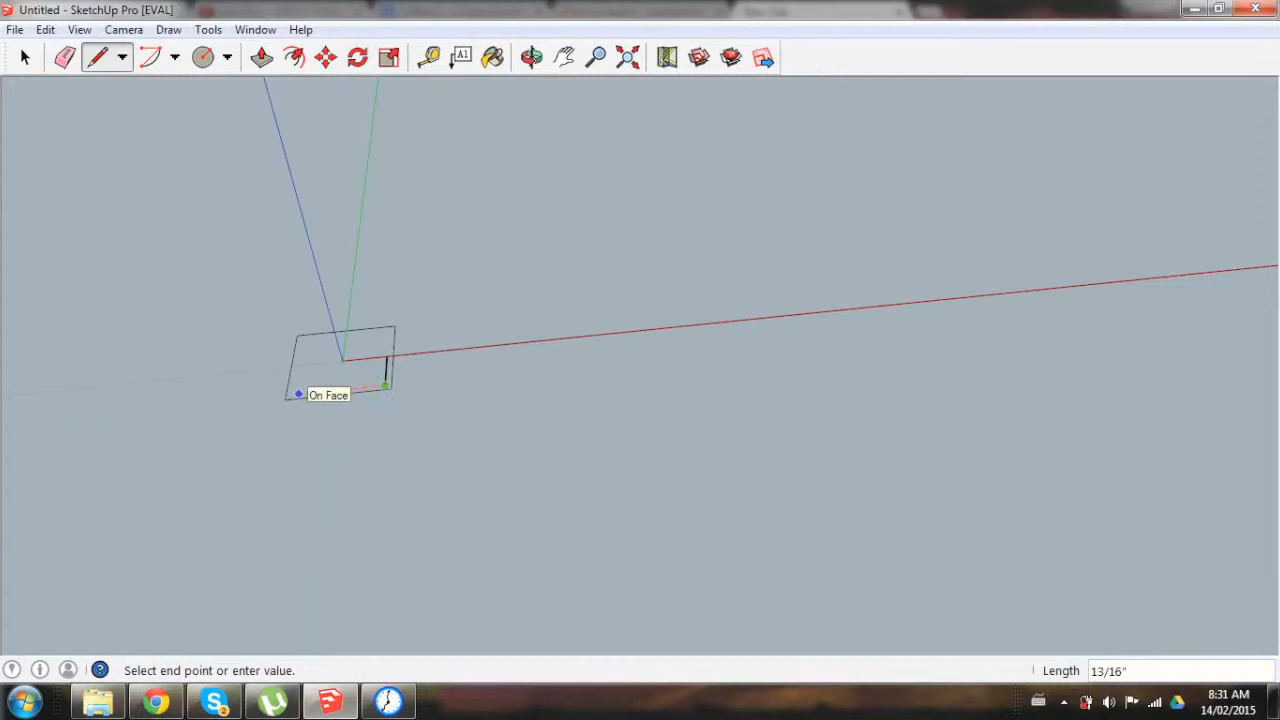 Untitled - SketchUp Pro [EVAL]
File Edit View Camera Draw Tools Window Help
A1
On Face
Select end point or enter value.
Length 13/16"
8:31 AM
14/02/2015